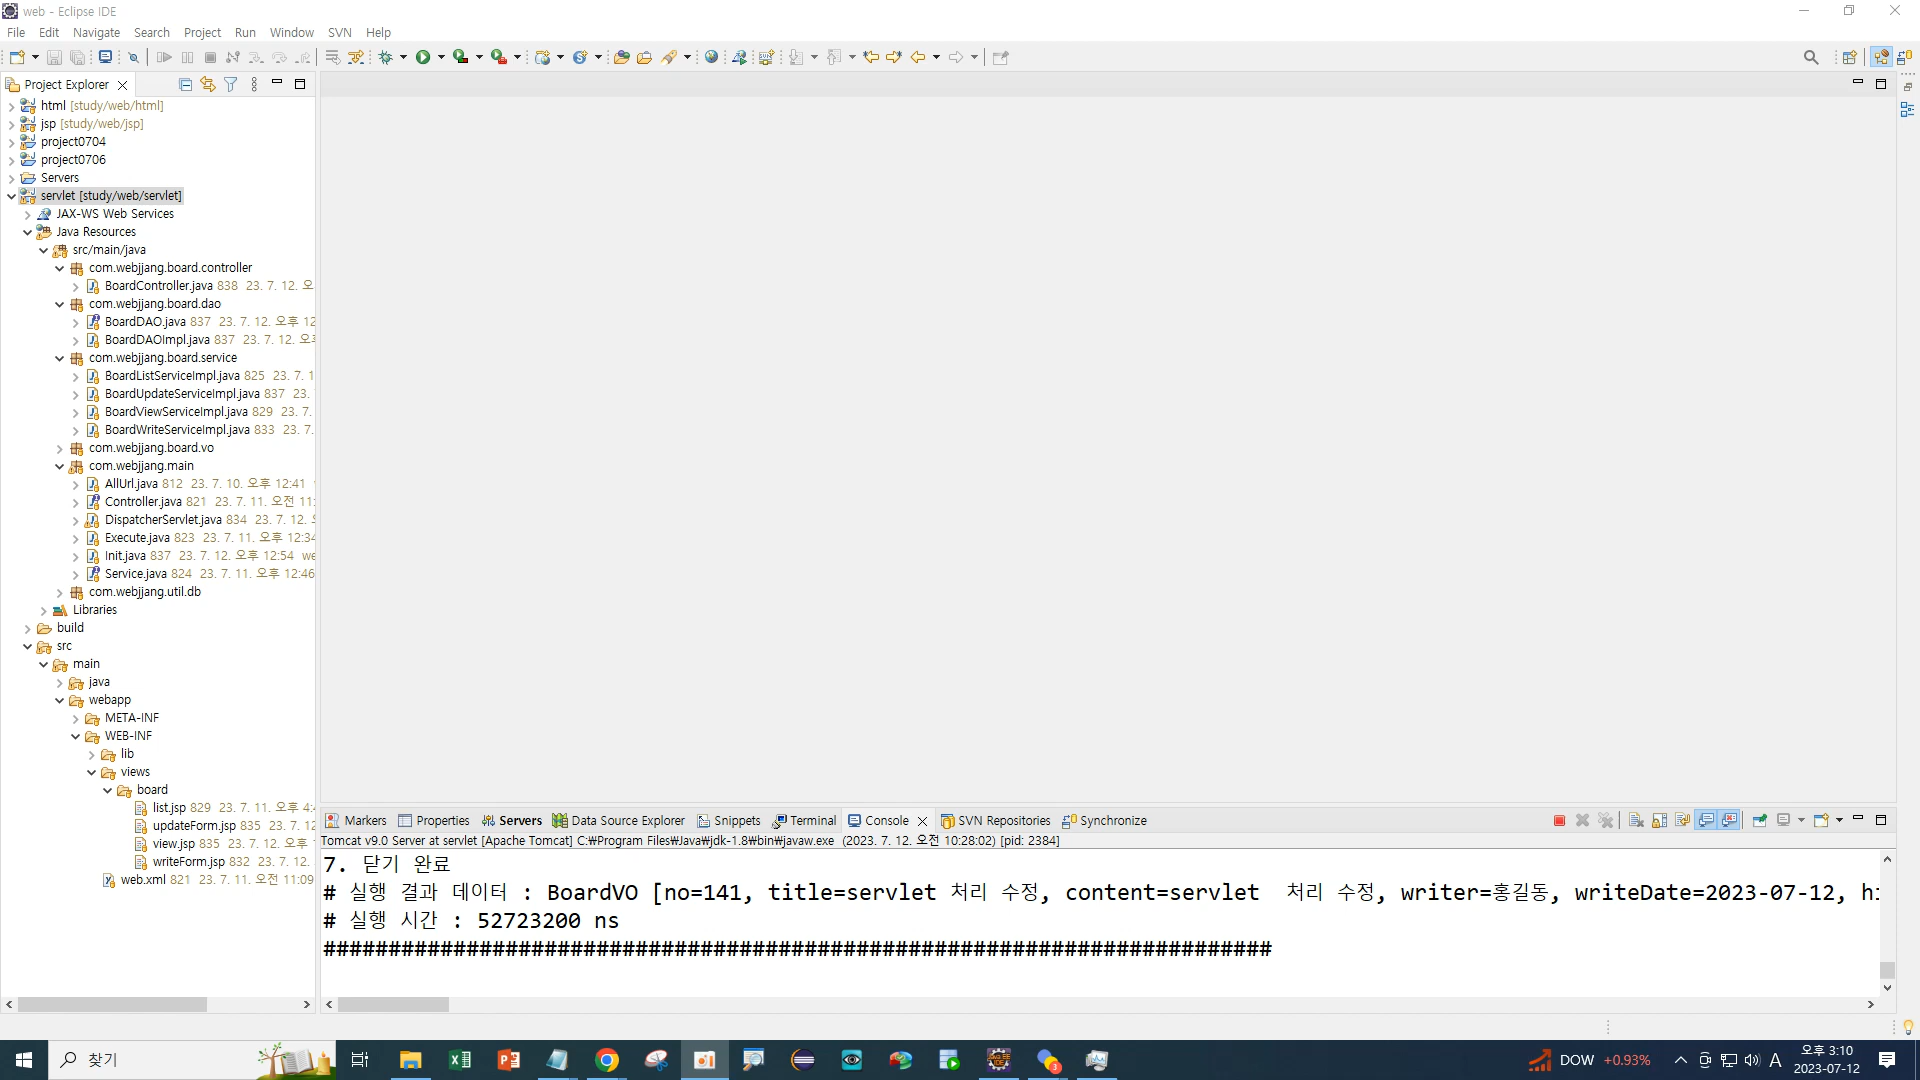 web - Eclipse IDE
File Edit Navigate Search Project Run Window SVN Help
Project Explorer
html [study/web/html]
jsp [study/web/jsp]
project0704
project0706
Servers
servlet [study/web/servlet]
JAX-WS Web Services
Java Resources
src/main/java
com.webjjang.board.controller
BoardController.java 838 23. 7. 12. 오
com.webjjang.board.dao
BoardDAO.java 837 23. 7. 12. 오후 12
BoardDAOImpl.java 837 23. 7. 12. 오후
com.webjjang.board.service
BoardListServiceImpl.java 825 23. 7. 1
BoardUpdateServiceImpl.java 837 23.
BoardViewServiceImpl.java 829 23. 7.
BoardWriteServiceImpl.java 833 23. 7.
com.webjjang.board.vo
com.webjjang.main
AllUrl.java 812 23. 7. 10. 오후 12:41
Controller.java 821 23. 7. 11. 오전 11:
DispatcherServlet.java 834 23. 7. 12.
Execute.java 823 23. 7. 11. 오후 12:34
Init.java 837 23. 7. 12. 오후 12:54 we
Service.java 824 23. 7. 11. 오후 12:46
com.webjjang.util.db
Libraries
build
src
main
java
webapp
META-INF
WEB-INF
lib
views
board
list.jsp 829 23. 7. 11. 오후 4:
updateForm.jsp 835 23. 7. 12
view.jsp 835 23. 7. 12. 오후
writeForm.jsp 832 23. 7. 12.
web.xml 821 23. 7. 11. 오전 11:09
Markers Properties Servers Data Source Explorer Snippets Terminal Console SVN Repositories Synchronize
Tomcat v9.0 Server at servlet [Apache Tomcat] C:₩Program Files₩Java₩jdk-1.8₩bin₩javaw.exe (2023. 7. 12. 오전 10:28:02) [pid: 2384]
7. 닫기 완료
# 실행 결과 데이터 : BoardVO [no=141, title=servlet 처리 수정, content=servlet 처리 수정, writer=홍길동, writeDate=2023-07-12, hi
# 실행 시간 : 52723200 ns
##########################################################################
찾기
DOW +0.93%
A
오후 3:10
2023-07-12